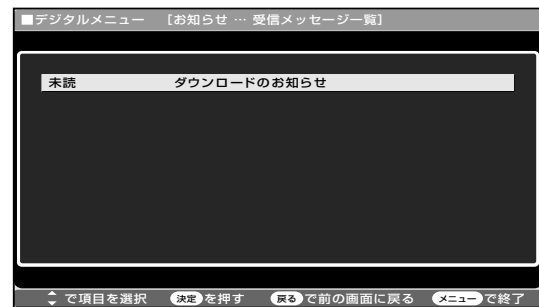 ■デジタルメニュー [お知らせ … 受信メッセージ一覧]
未読 ダウンロードのお知らせ
で項目を選択 決定を押す 戻るで前の画面に戻る メニューで終了